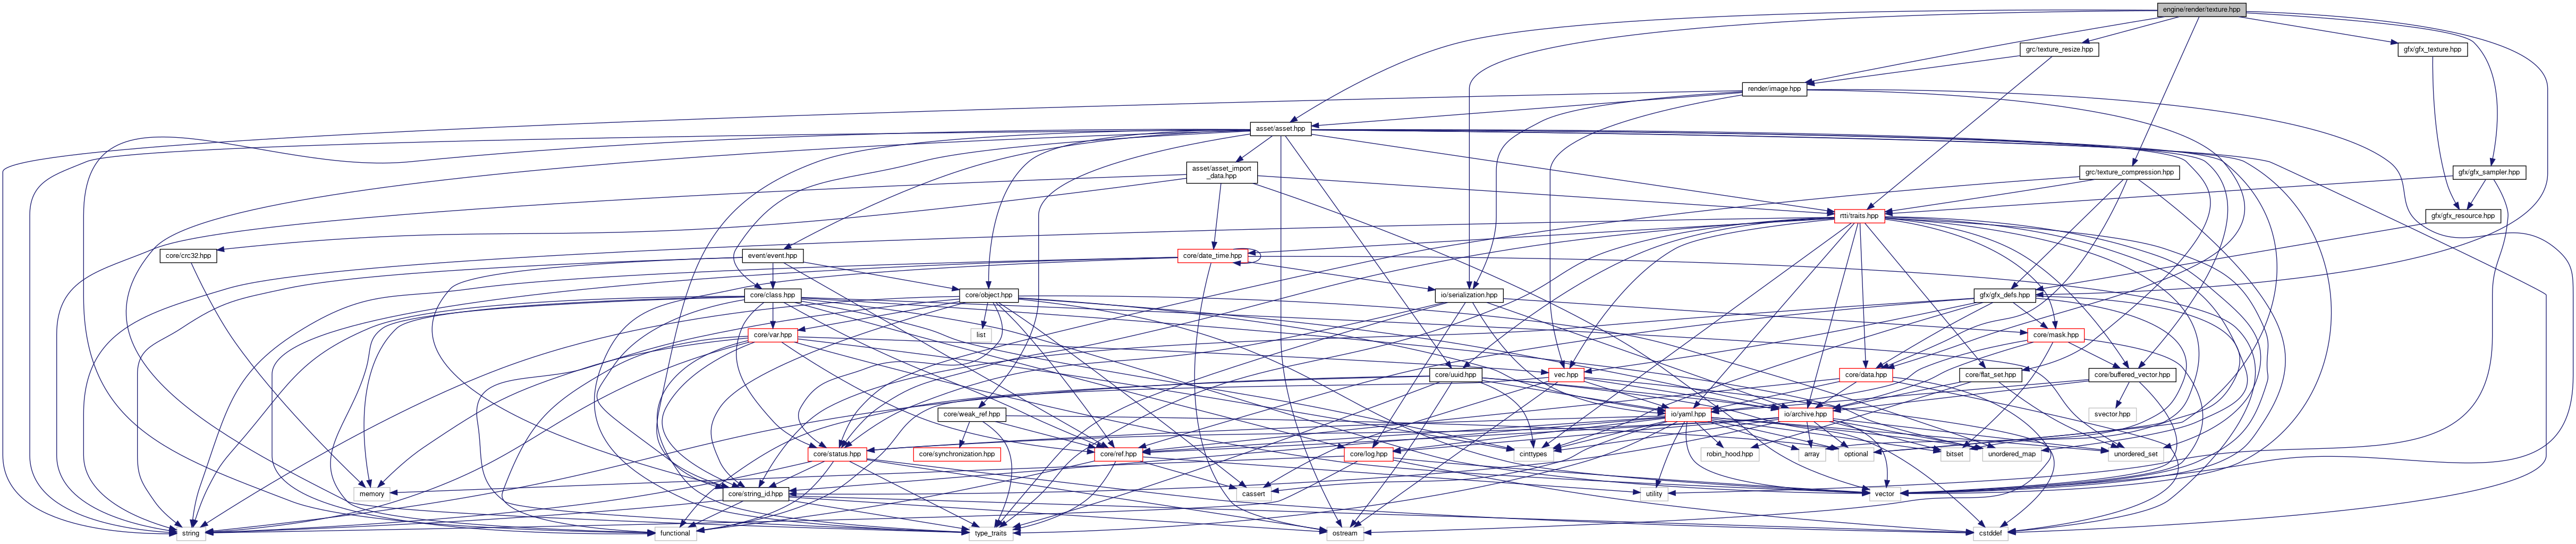 engine/render/texture.hpp
grc/texture_resize.hpp
gfx/gfx_texture.hpp
render/image.hpp
asset/asset.hpp
asset/asset_import
_data.hpp
grc/texture_compression.hpp
gfx/gfx_sampler.hpp
rtti/traits.hpp
gfx/gfx_resource.hpp
core/crc32.hpp
event/event.hpp
core/date_time.hpp
core/class.hpp
core/object.hpp
io/serialization.hpp
gfx/gfx_defs.hpp
core/var.hpp
list
core/mask.hpp
core/uuid.hpp
vec.hpp
core/data.hpp
core/flat_set.hpp
core/buffered_vector.hpp
core/weak_ref.hpp
io/yaml.hpp
io/archive.hpp
svector.hpp
core/status.hpp
core/synchronization.hpp
core/ref.hpp
core/log.hpp
cinttypes
robin_hood.hpp
array
optional
bitset
unordered_map
unordered_set
memory
core/string_id.hpp
cassert
utility
vector
string
functional
type_traits
ostream
cstddef